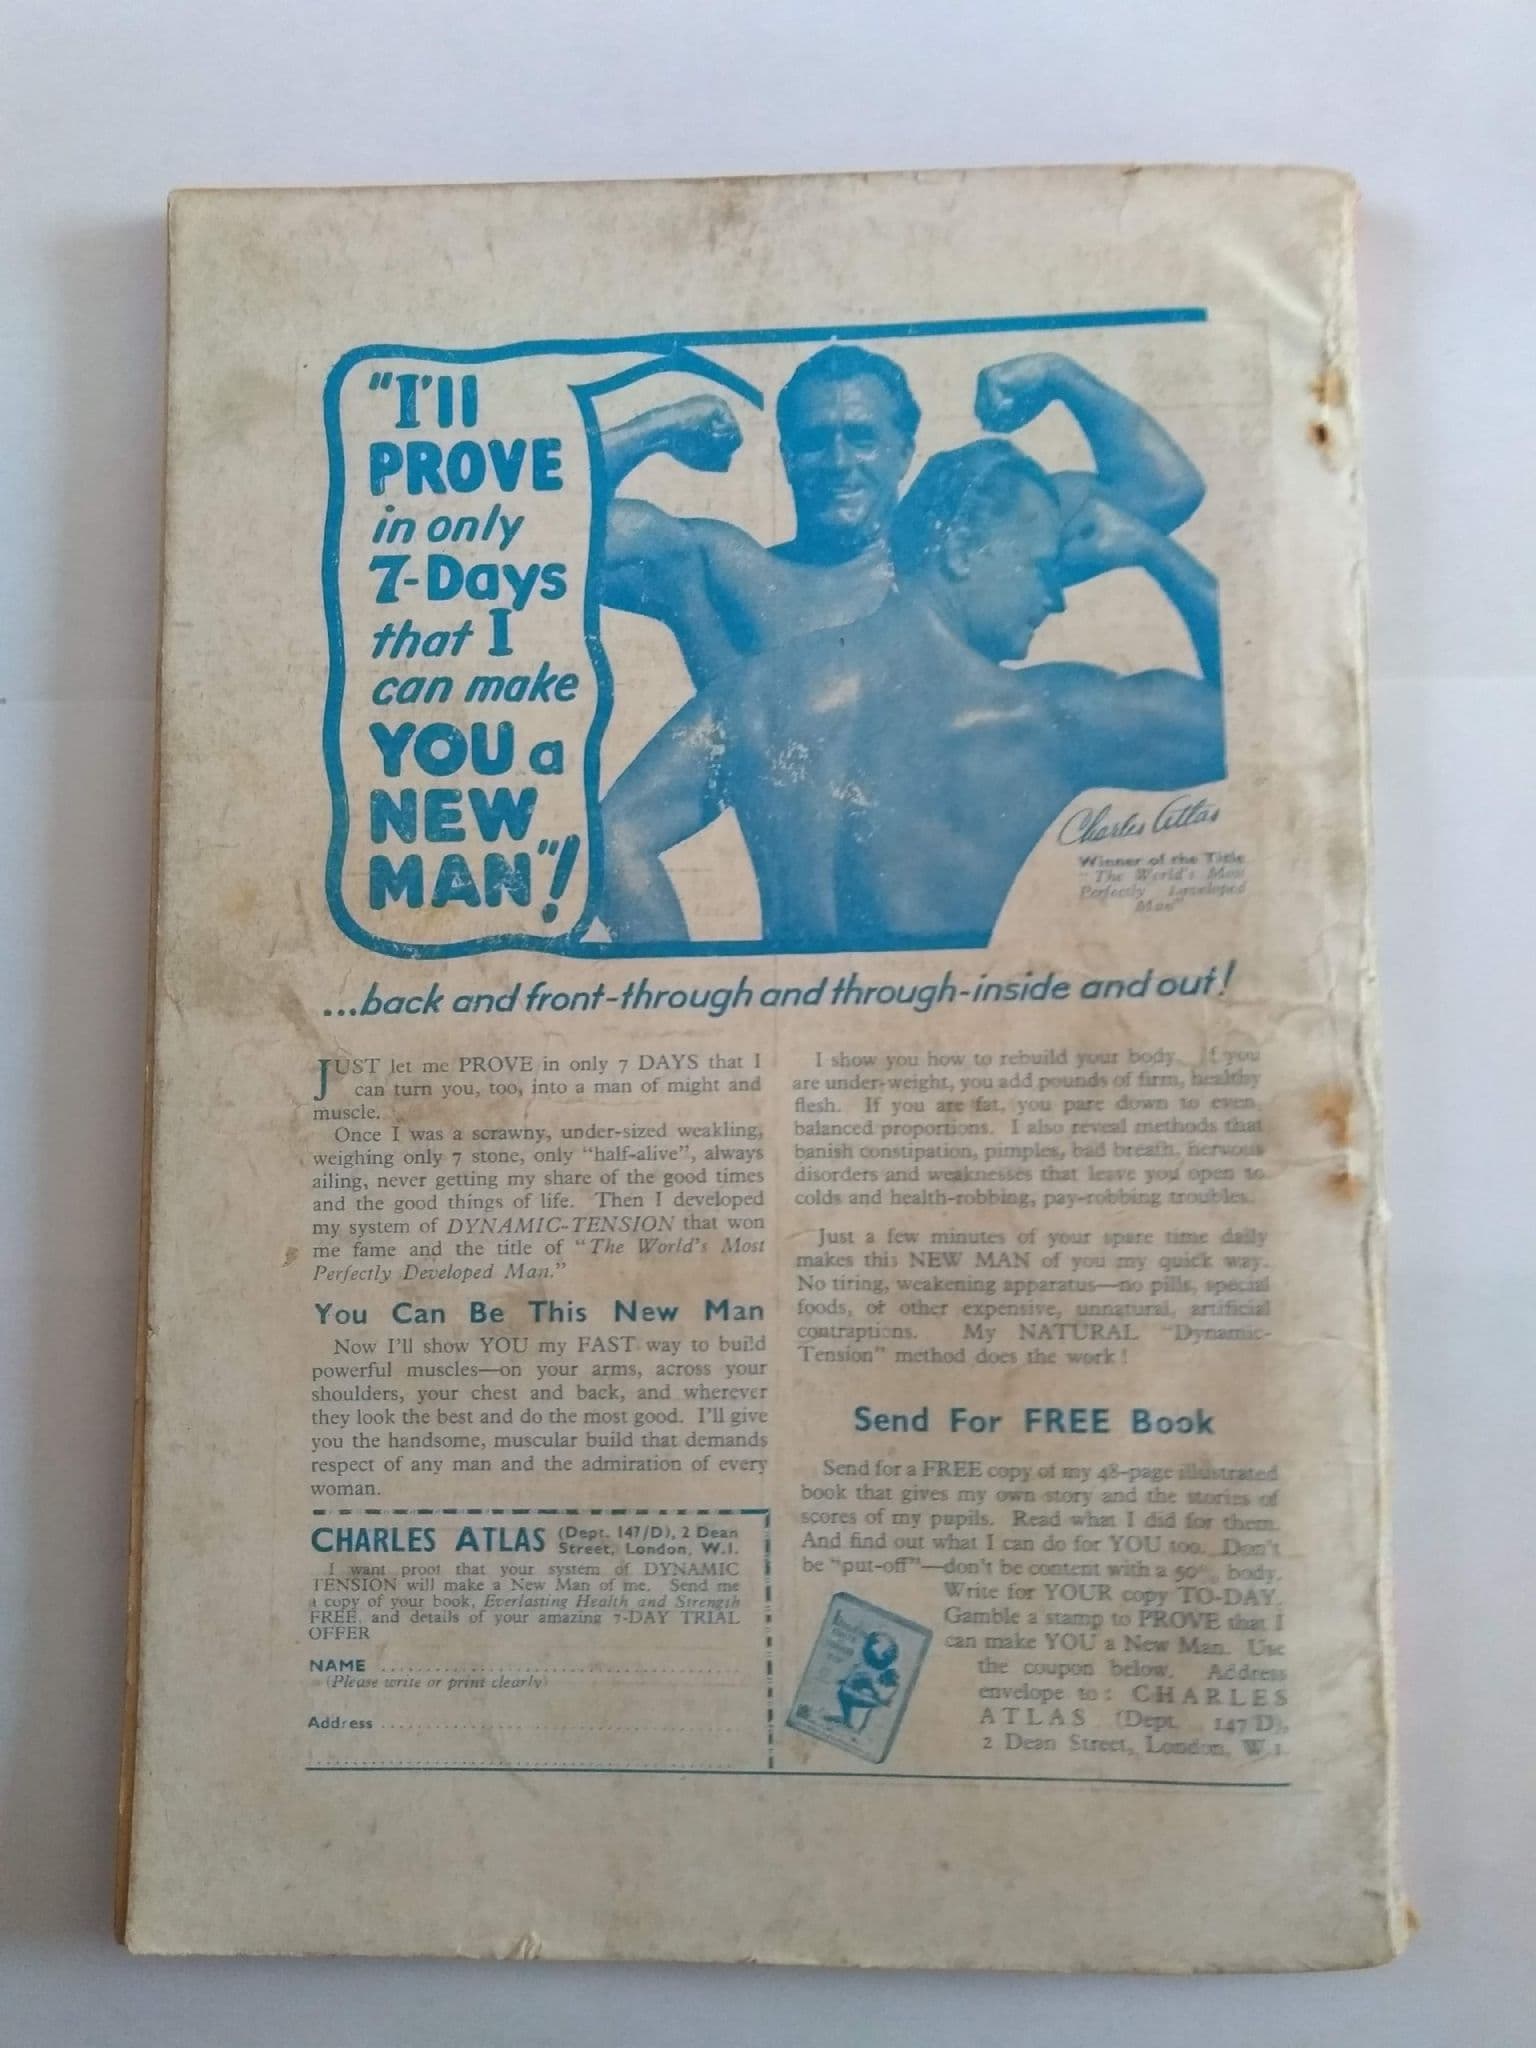 "I'll
PROVE
in only
7-Days
that I
can make
YOU a
NEW
MAN"!
Charles Atlas
Winner of the Title
"The World's Most
Perfectly Developed
Man"
...back and front-through and through-inside and out!
JUST let me PROVE in only 7 DAYS that I
can turn you, too, into a man of might and
muscle.
Once I was a scrawny, under-sized weakling,
weighing only 7 stone, only "half-alive", always
ailing, never getting my share of the good times
and the good things of life. Then I developed
my system of DYNAMIC-TENSION that won
me fame and the title of "The World's Most
Perfectly Developed Man."
You Can Be This New Man
Now I'll show YOU my FAST way to build
powerful muscles—on your arms, across your
shoulders, your chest and back, and wherever
they look the best and do the most good. I'll give
you the handsome, muscular build that demands
respect of any man and the admiration of every
woman.
CHARLES ATLAS (Dept. 147/D), 2 Dean
Street, London, W.1.
I want proof that your system of DYNAMIC
TENSION will make a New Man of me. Send me
a copy of your book, Everlasting Health and Strength
FREE, and details of your amazing 7-DAY TRIAL
OFFER
NAME ........................................
(Please write or print clearly)
Address ........................................
........................................
I show you how to rebuild your body. If you
are under-weight, you add pounds of firm, healthy
flesh. If you are fat, you pare down to even,
balanced proportions. I also reveal methods that
banish constipation, pimples, bad breath, nervous
disorders and weaknesses that leave you open to
colds and health-robbing, pay-robbing troubles.
Just a few minutes of your spare time daily
makes this NEW MAN of you my quick way.
No tiring, weakening apparatus—no pills, special
foods, or other expensive, unnatural, artificial
contraptions. My NATURAL "Dynamic-
Tension" method does the work!
Send For FREE Book
Send for a FREE copy of my 48-page illustrated
book that gives my own story and the stories of
scores of my pupils. Read what I did for them.
And find out what I can do for YOU too. Don't
be "put-off"—don't be content with a 50% body.
Write for YOUR copy TO-DAY.
Gamble a stamp to PROVE that I
can make YOU a New Man. Use
the coupon below. Address
envelope to: CHARLES
ATLAS (Dept. 147 D),
2 Dean Street, London, W.1.